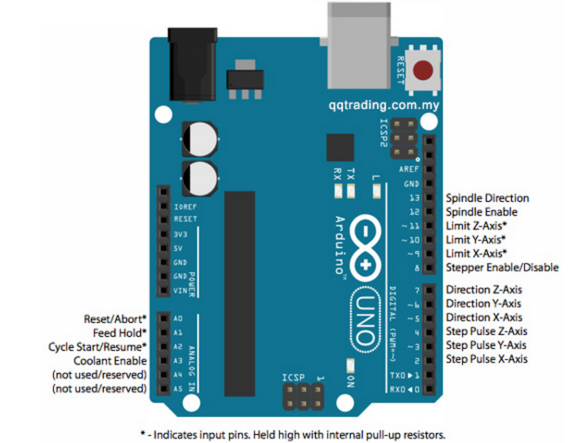 RESET
qqtrading.com.my
ICSP2
AREF
GND
13 Spindle Direction
12 Spindle Enable
~11 Limit Z-Axis*
~10 Limit Y-Axis*
~9 Limit X-Axis*
8 Stepper Enable/Disable
7 Direction Z-Axis
~6 Direction Y-Axis
~5 Direction X-Axis
4 Step Pulse Z-Axis
~3 Step Pulse Y-Axis
2 Step Pulse X-Axis
TXD ▶ 1
RXD ◀ 0
DIGITAL (PWM=~)
RX
TX
L
Arduino™
UNO
ON
ICSP
1
IOREF
RESET
3V3
5V
GND
GND
VIN
POWER
Reset/Abort* A0
Feed Hold* A1
Cycle Start/Resume* A2
Coolant Enable A3
(not used/reserved) A4
(not used/reserved) A5
ANALOG IN
* - Indicates input pins. Held high with internal pull-up resistors.